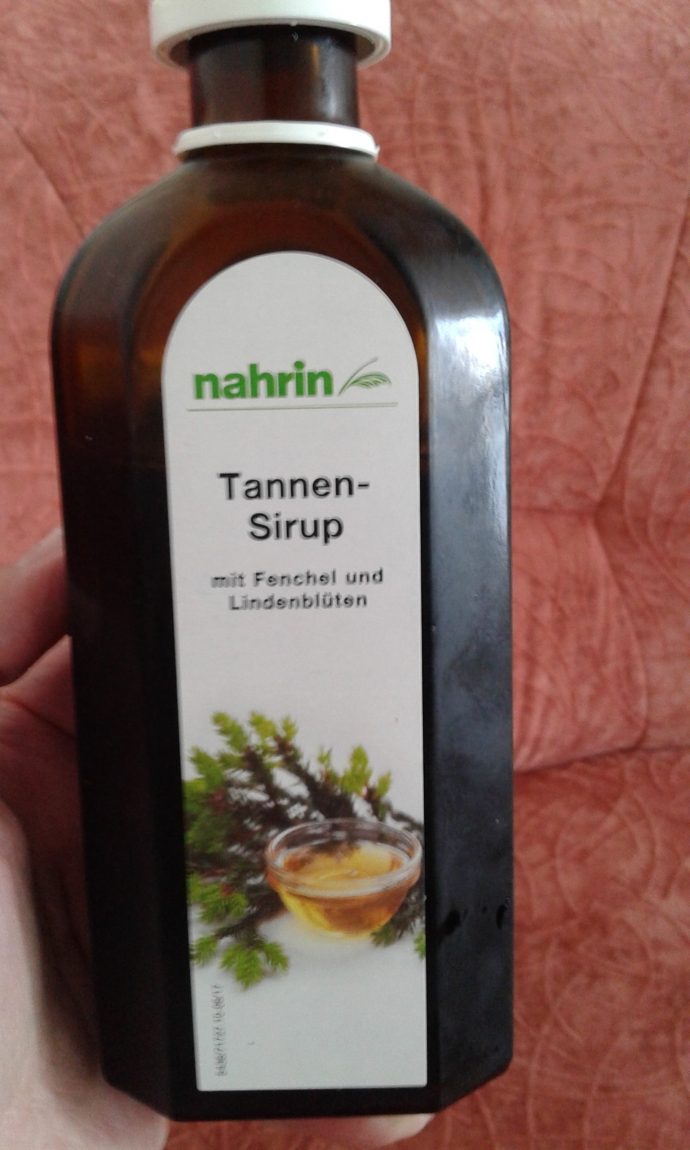 nahrin
Tannen-
Sirup
mit Fenchel und
Lindenblüten